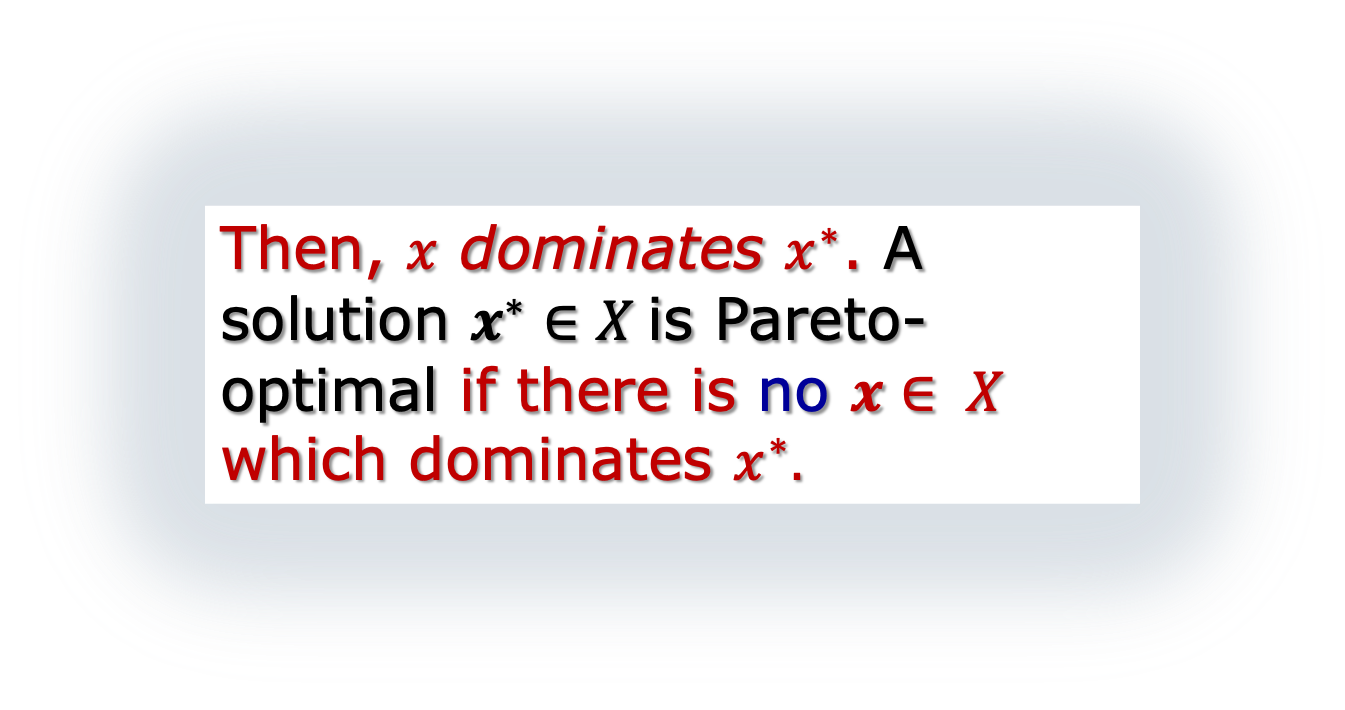 Then, x dominates x*. A
solution x* ∈ X is Pareto-
optimal if there is no x ∈ X
which dominates x*.